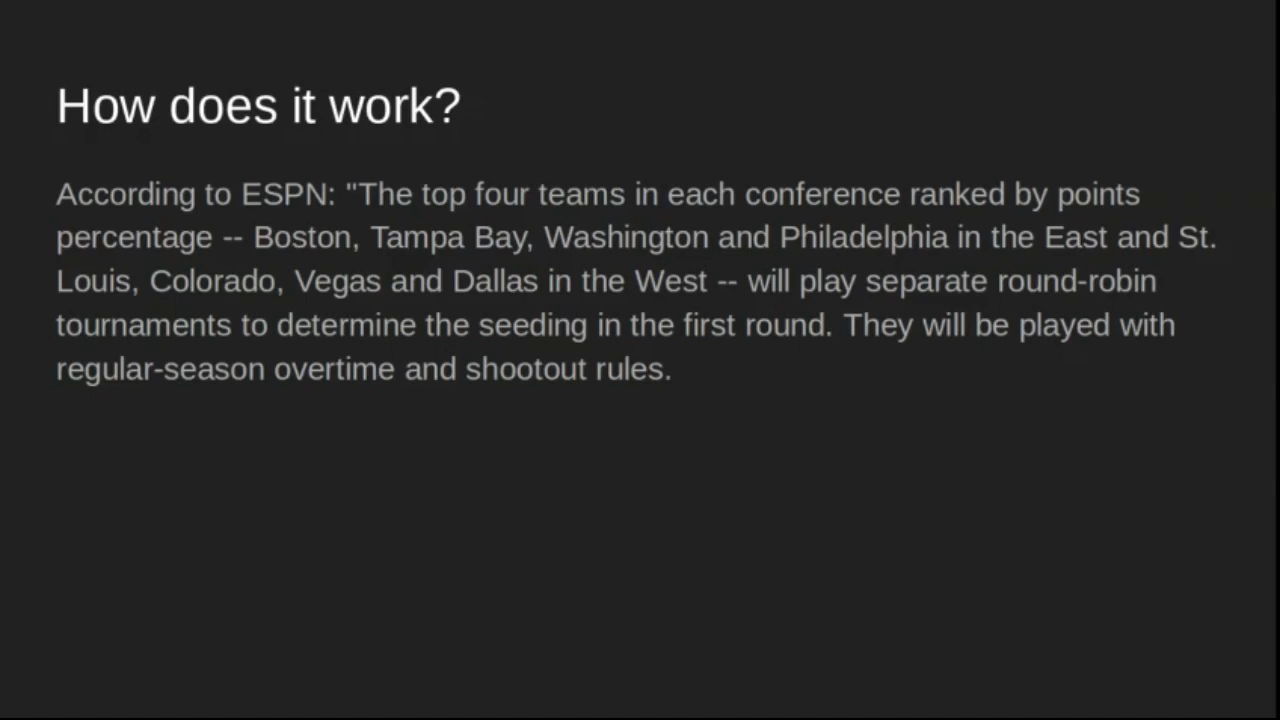 How does it work?
According to ESPN: "The top four teams in each conference ranked by points
percentage -- Boston, Tampa Bay, Washington and Philadelphia in the East and St.
Louis, Colorado, Vegas and Dallas in the West -- will play separate round-robin
tournaments to determine the seeding in the first round. They will be played with
regular-season overtime and shootout rules.